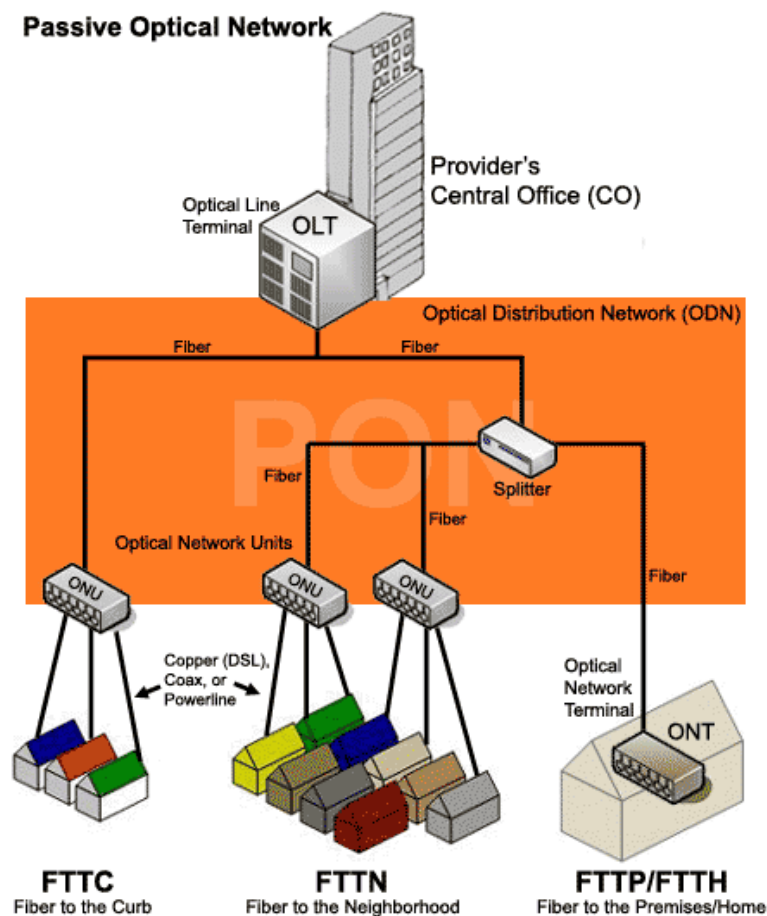 Passive Optical Network
Provider's
Central Office (CO)
Optical Line
Terminal
OLT
Optical Distribution Network (ODN)
Fiber
Fiber
PON
Splitter
Fiber
Fiber
Optical Network Units
Fiber
ONU
ONU
ONU
Copper (DSL),
Coax, or
Powerline
Optical
Network
Terminal
ONT
FTTC
Fiber to the Curb
FTTN
Fiber to the Neighborhood
FTTP/FTTH
Fiber to the Premises/Home